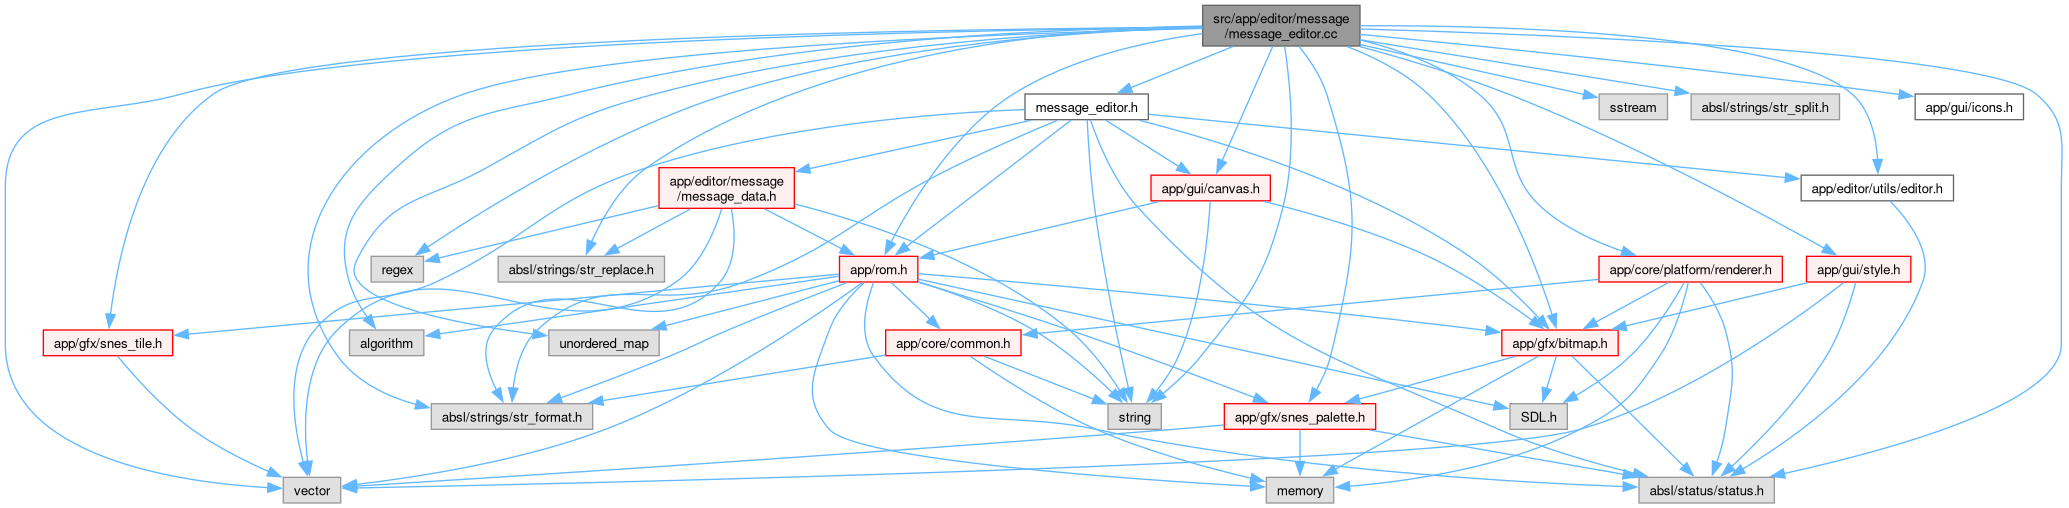 src/app/editor/message
/message_editor.cc
message_editor.h
sstream
absl/strings/str_split.h
app/gui/icons.h
app/editor/message
/message_data.h
app/gui/canvas.h
app/editor/utils/editor.h
regex
absl/strings/str_replace.h
app/rom.h
app/core/platform/renderer.h
app/gui/style.h
app/gfx/snes_tile.h
algorithm
unordered_map
app/core/common.h
app/gfx/bitmap.h
absl/strings/str_format.h
string
app/gfx/snes_palette.h
SDL.h
vector
memory
absl/status/status.h